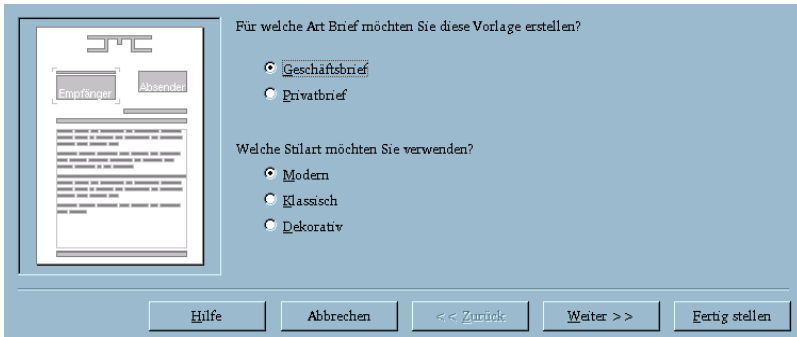 Für welche Art Brief möchten Sie diese Vorlage erstellen?
Geschäftsbrief
Privatbrief
Empfänger
Absender
Welche Stilart möchten Sie verwenden?
Modern
Klassisch
Dekorativ
Hilfe
Abbrechen
<< Zurück
Weiter >>
Fertig stellen